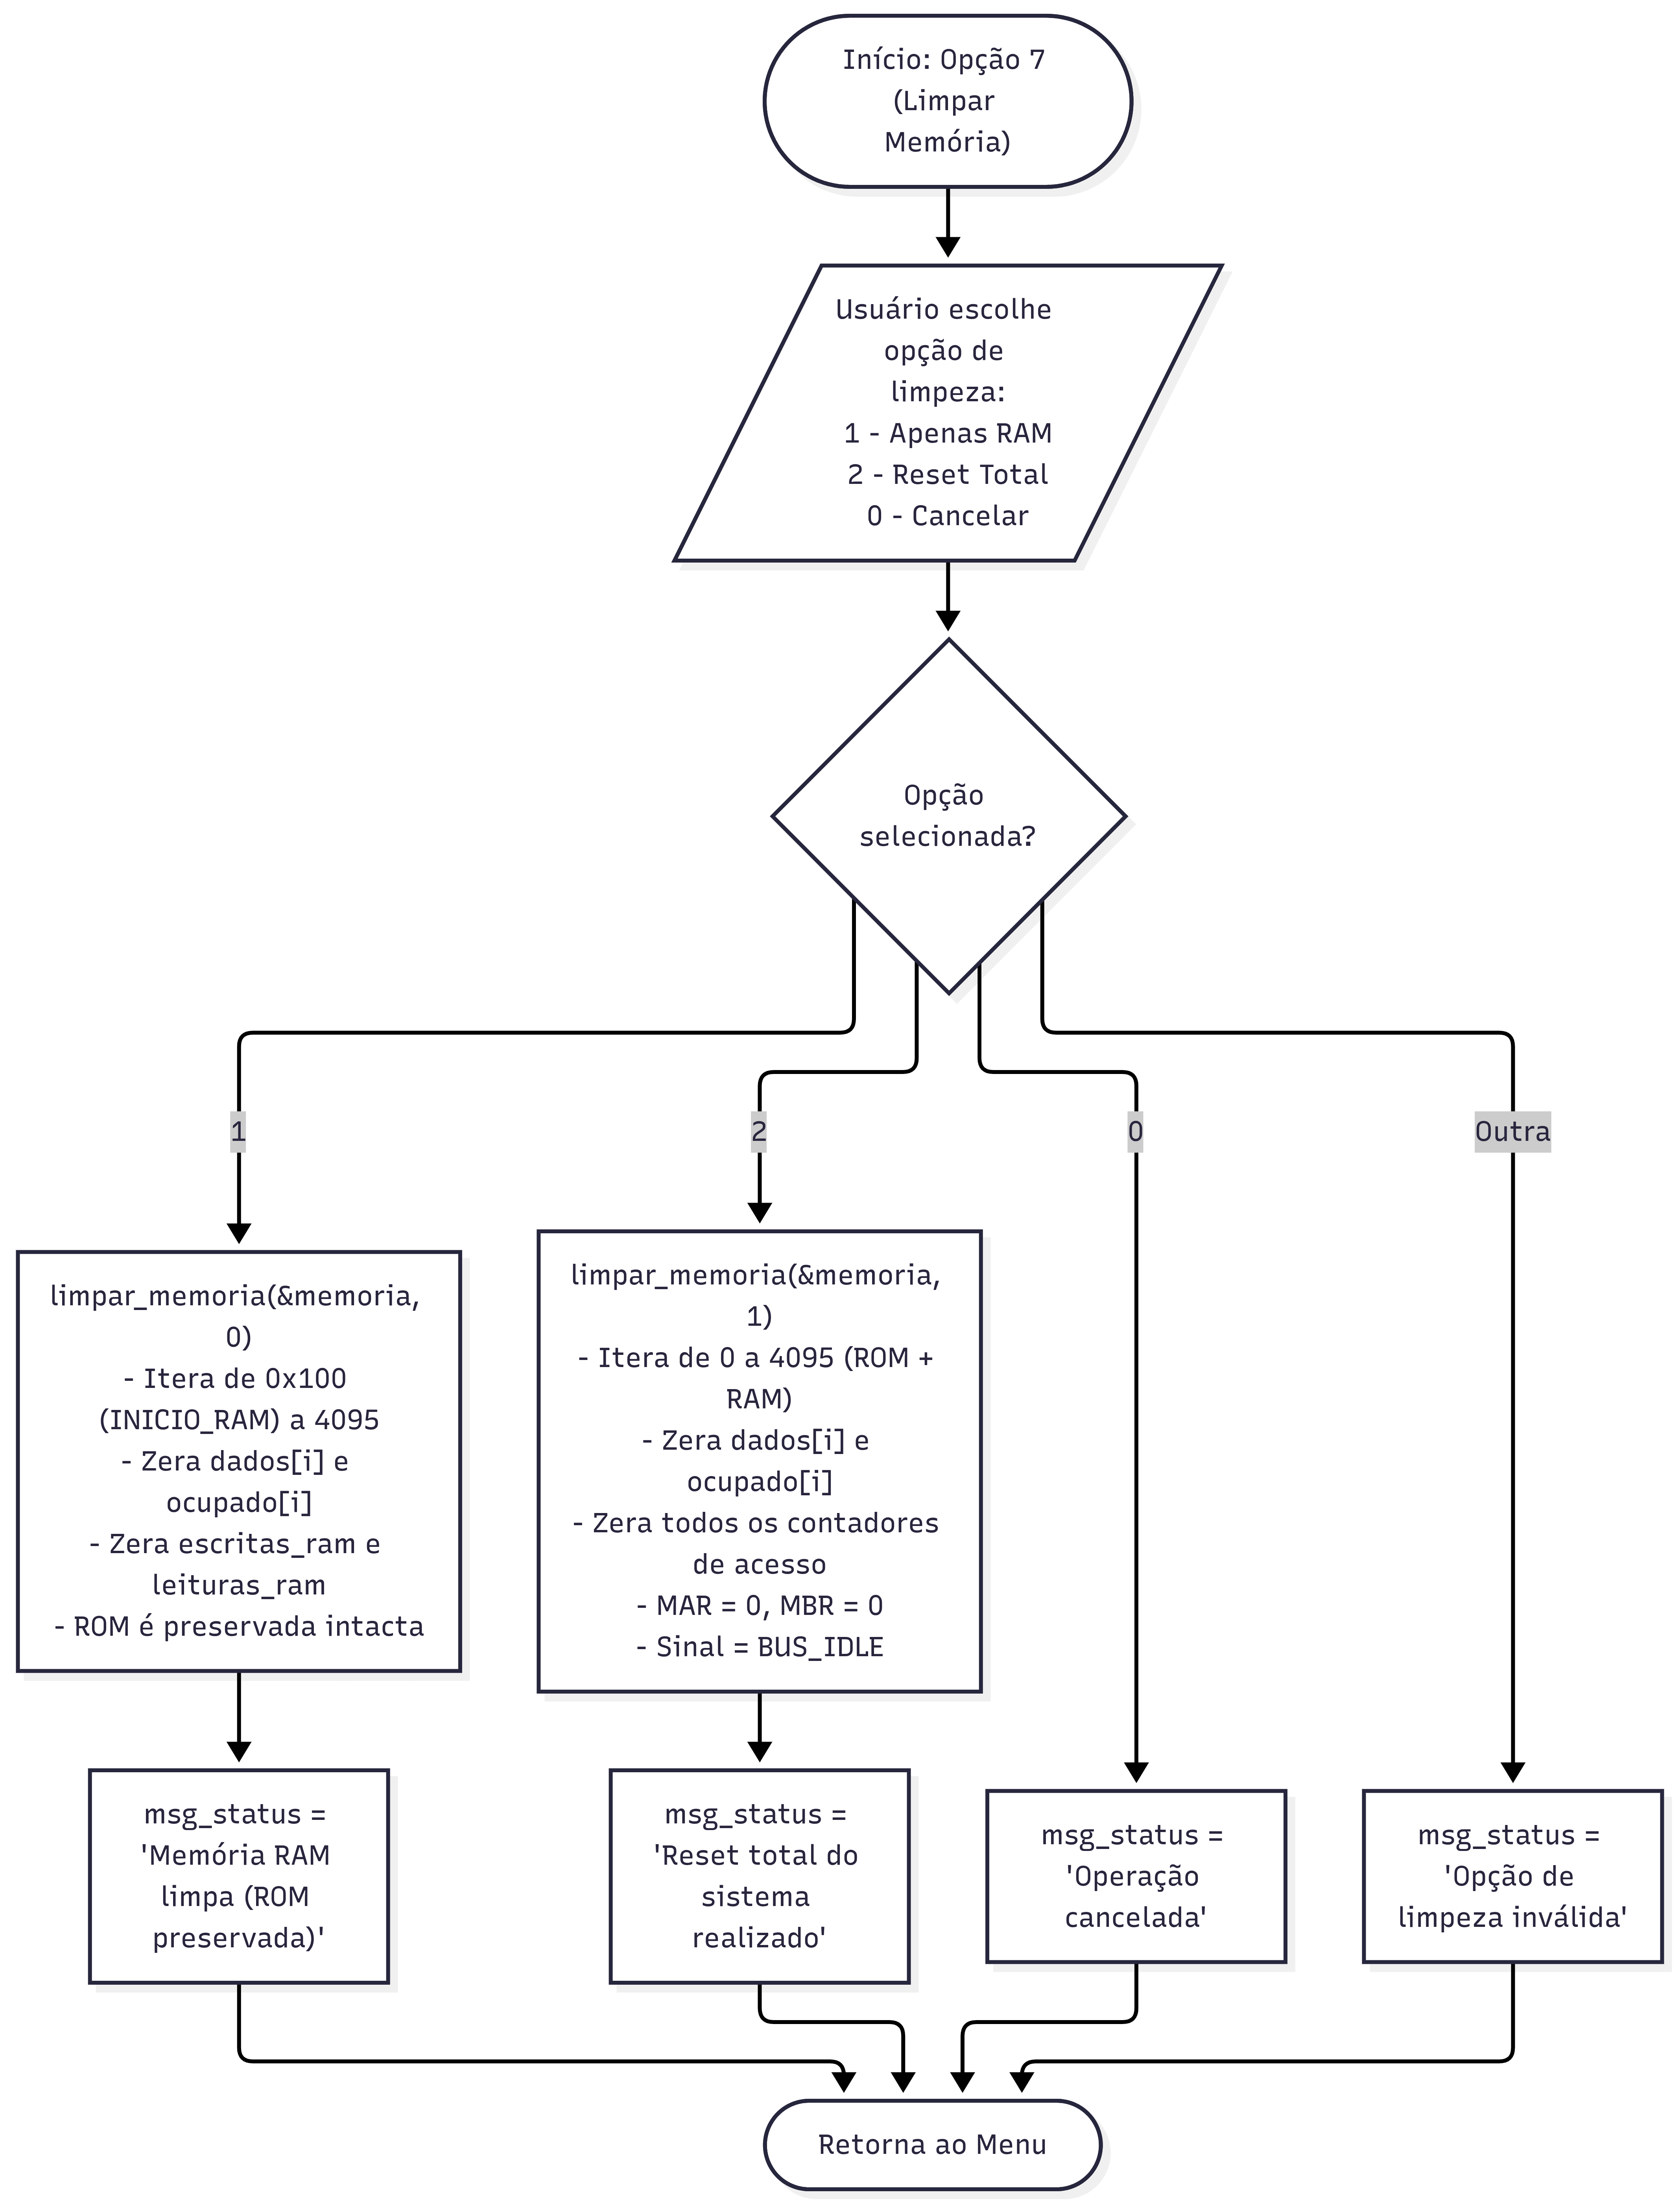 Início: Opção 7
(Limpar
Memória)
Usuário escolhe
opção de
limpeza:
1 - Apenas RAM
2 - Reset Total
0 - Cancelar
Opção
selecionada?
1
2
0
Outra
limpar_memoria(&memoria,
0)
- Itera de 0x100
(INICIO_RAM) a 4095
- Zera dados[i] e
ocupado[i]
- Zera escritas_ram e
leituras_ram
- ROM é preservada intacta
limpar_memoria(&memoria,
1)
- Itera de 0 a 4095 (ROM +
RAM)
- Zera dados[i] e
ocupado[i]
- Zera todos os contadores
de acesso
- MAR = 0, MBR = 0
- Sinal = BUS_IDLE
msg_status =
'Memória RAM
limpa (ROM
preservada)'
msg_status =
'Reset total do
sistema
realizado'
msg_status =
'Operação
cancelada'
msg_status =
'Opção de
limpeza inválida'
Retorna ao Menu